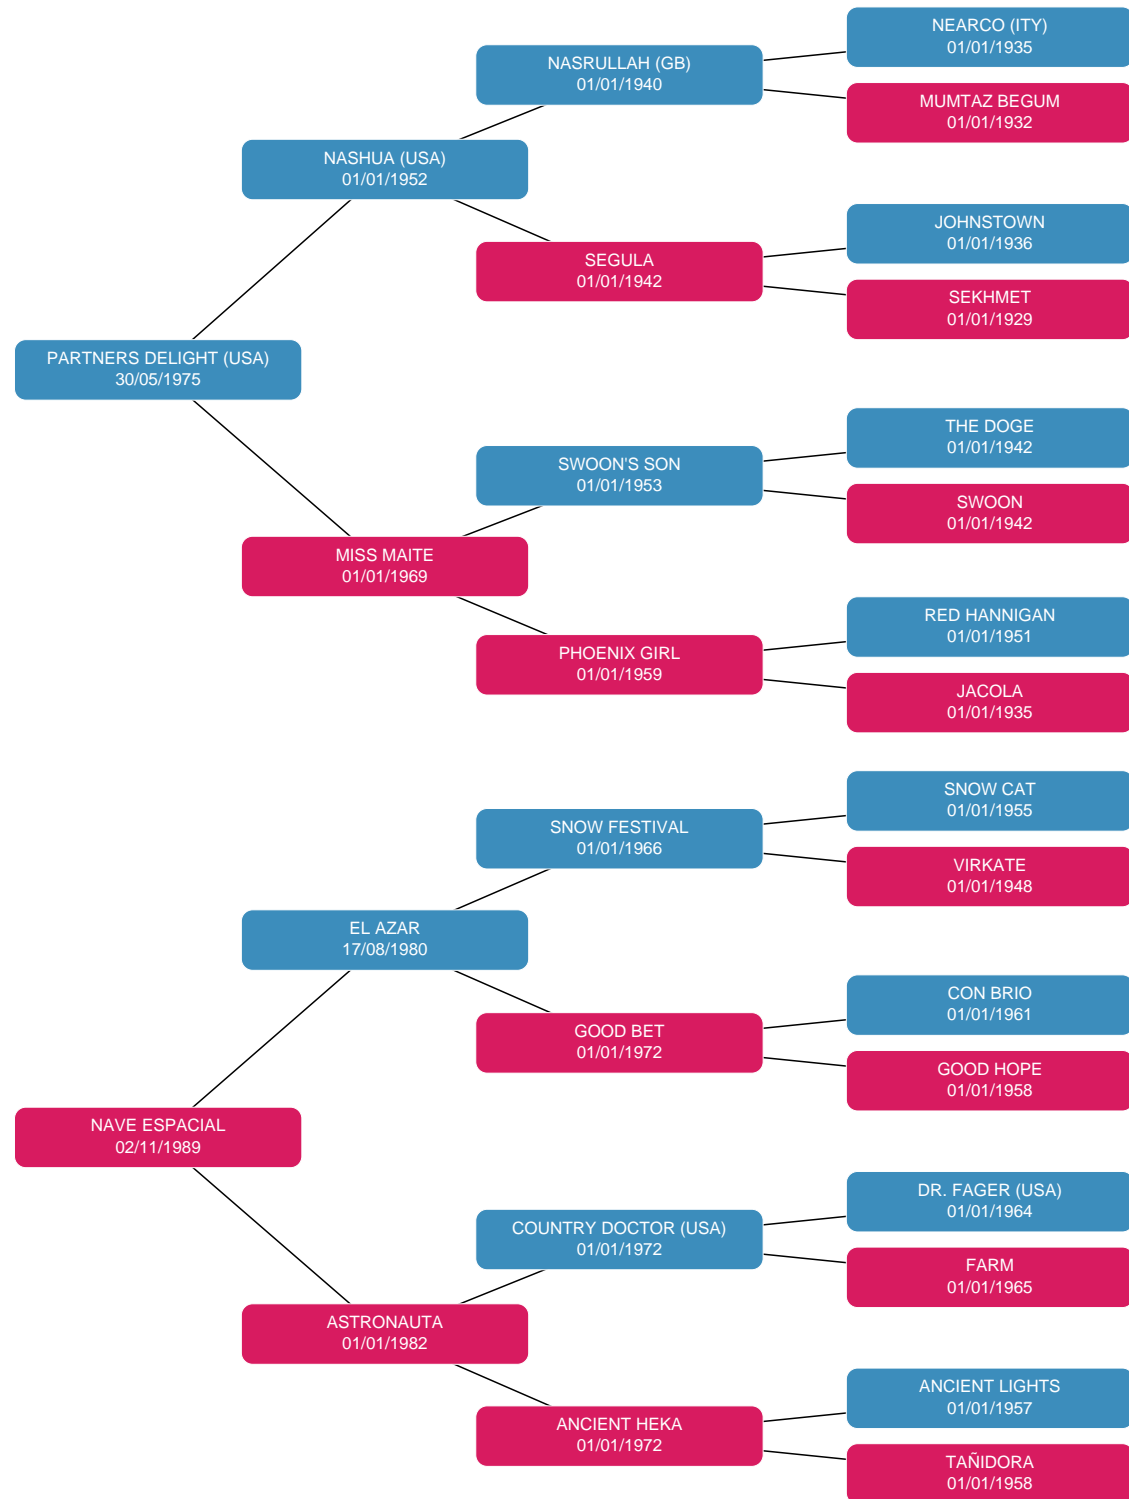 NEARCO (ITY)
01/01/1935
NASRULLAH (GB)
01/01/1940
MUMTAZ BEGUM
01/01/1932
NASHUA (USA)
01/01/1952
JOHNSTOWN
01/01/1936
SEGULA
01/01/1942
SEKHMET
01/01/1929
PARTNERS DELIGHT (USA)
30/05/1975
THE DOGE
01/01/1942
SWOON'S SON
01/01/1953
SWOON
01/01/1942
MISS MAITE
01/01/1969
RED HANNIGAN
01/01/1951
PHOENIX GIRL
01/01/1959
JACOLA
01/01/1935
SNOW CAT
01/01/1955
SNOW FESTIVAL
01/01/1966
VIRKATE
01/01/1948
EL AZAR
17/08/1980
CON BRIO
01/01/1961
GOOD BET
01/01/1972
GOOD HOPE
01/01/1958
NAVE ESPACIAL
02/11/1989
DR. FAGER (USA)
01/01/1964
COUNTRY DOCTOR (USA)
01/01/1972
FARM
01/01/1965
ASTRONAUTA
01/01/1982
ANCIENT LIGHTS
01/01/1957
ANCIENT HEKA
01/01/1972
TAÑIDORA
01/01/1958